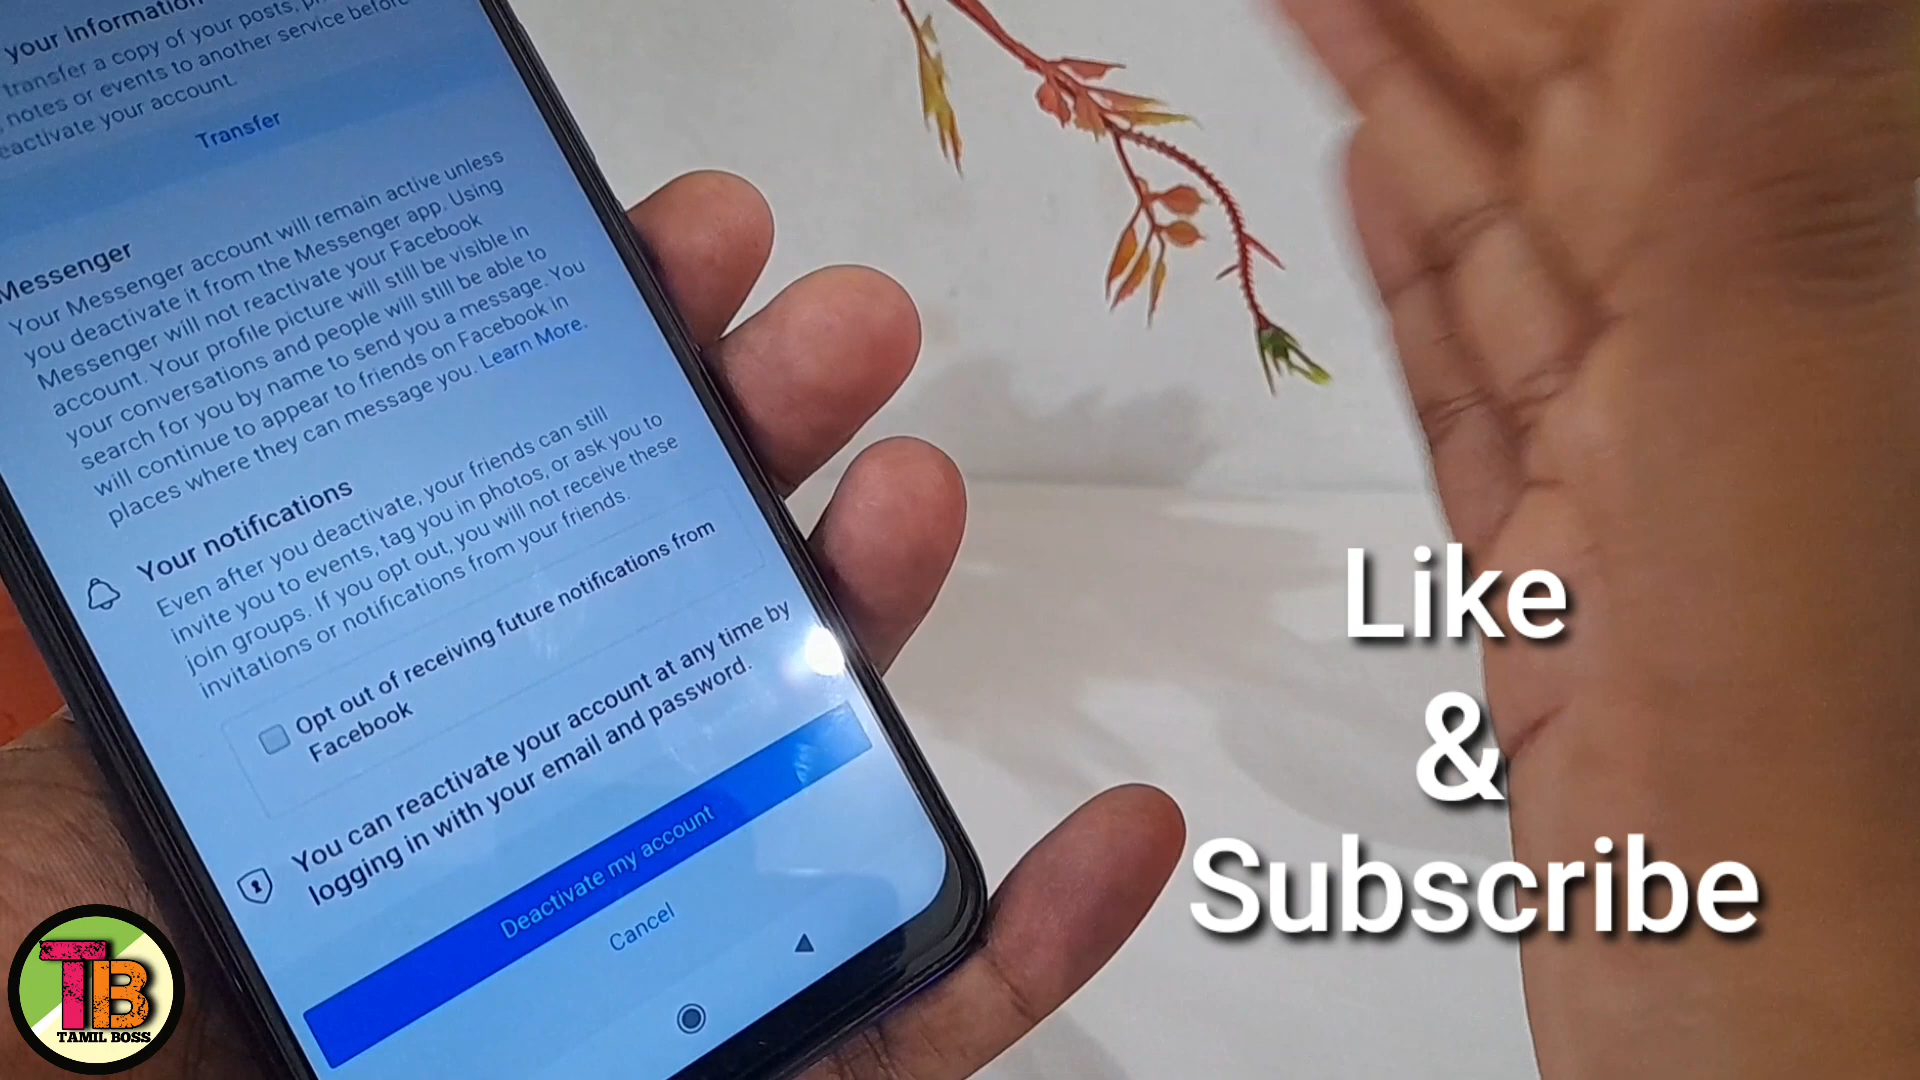 your information
transfer a copy of your posts,
notes or events to another service before
eactivate your account.
Transfer
Messenger
Your Messenger account will remain active unless
you deactivate it from the Messenger app. Using
Messenger will not reactivate your Facebook
account. Your profile picture will still be visible in
your conversations and people will still be able to
search for you by name to send you a message. You
will continue to appear to friends on Facebook in
places where they can message you. Learn More.
Your notifications
Even after you deactivate, your friends can still
invite you to events, tag you in photos, or ask you to
join groups. If you opt out, you will not receive these
invitations or notifications from your friends.
Opt out of receiving future notifications from
Facebook
You can reactivate your account at any time by
logging in with your email and password.
Deactivate my account
Cancel
Like
&
Subscribe
TB
TAMIL BOSS